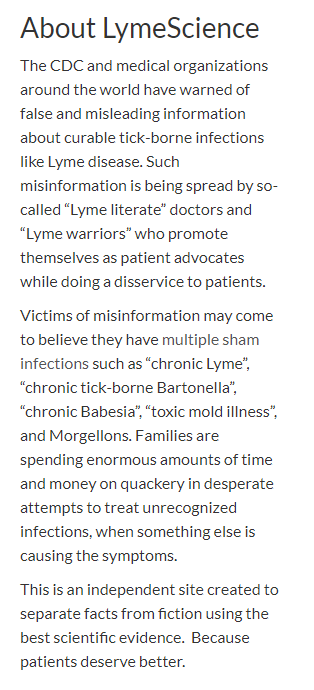 About LymeScience
The CDC and medical organizations
around the world have warned of
false and misleading information
about curable tick-borne infections
like Lyme disease. Such
misinformation is being spread by so-
called “Lyme literate” doctors and
“Lyme warriors” who promote
themselves as patient advocates
while doing a disservice to patients.
Victims of misinformation may come
to believe they have multiple sham
infections such as “chronic Lyme”,
“chronic tick-borne Bartonella”,
“chronic Babesia”, “toxic mold illness”,
and Morgellons. Families are
spending enormous amounts of time
and money on quackery in desperate
attempts to treat unrecognized
infections, when something else is
causing the symptoms.
This is an independent site created to
separate facts from fiction using the
best scientific evidence.  Because
patients deserve better.